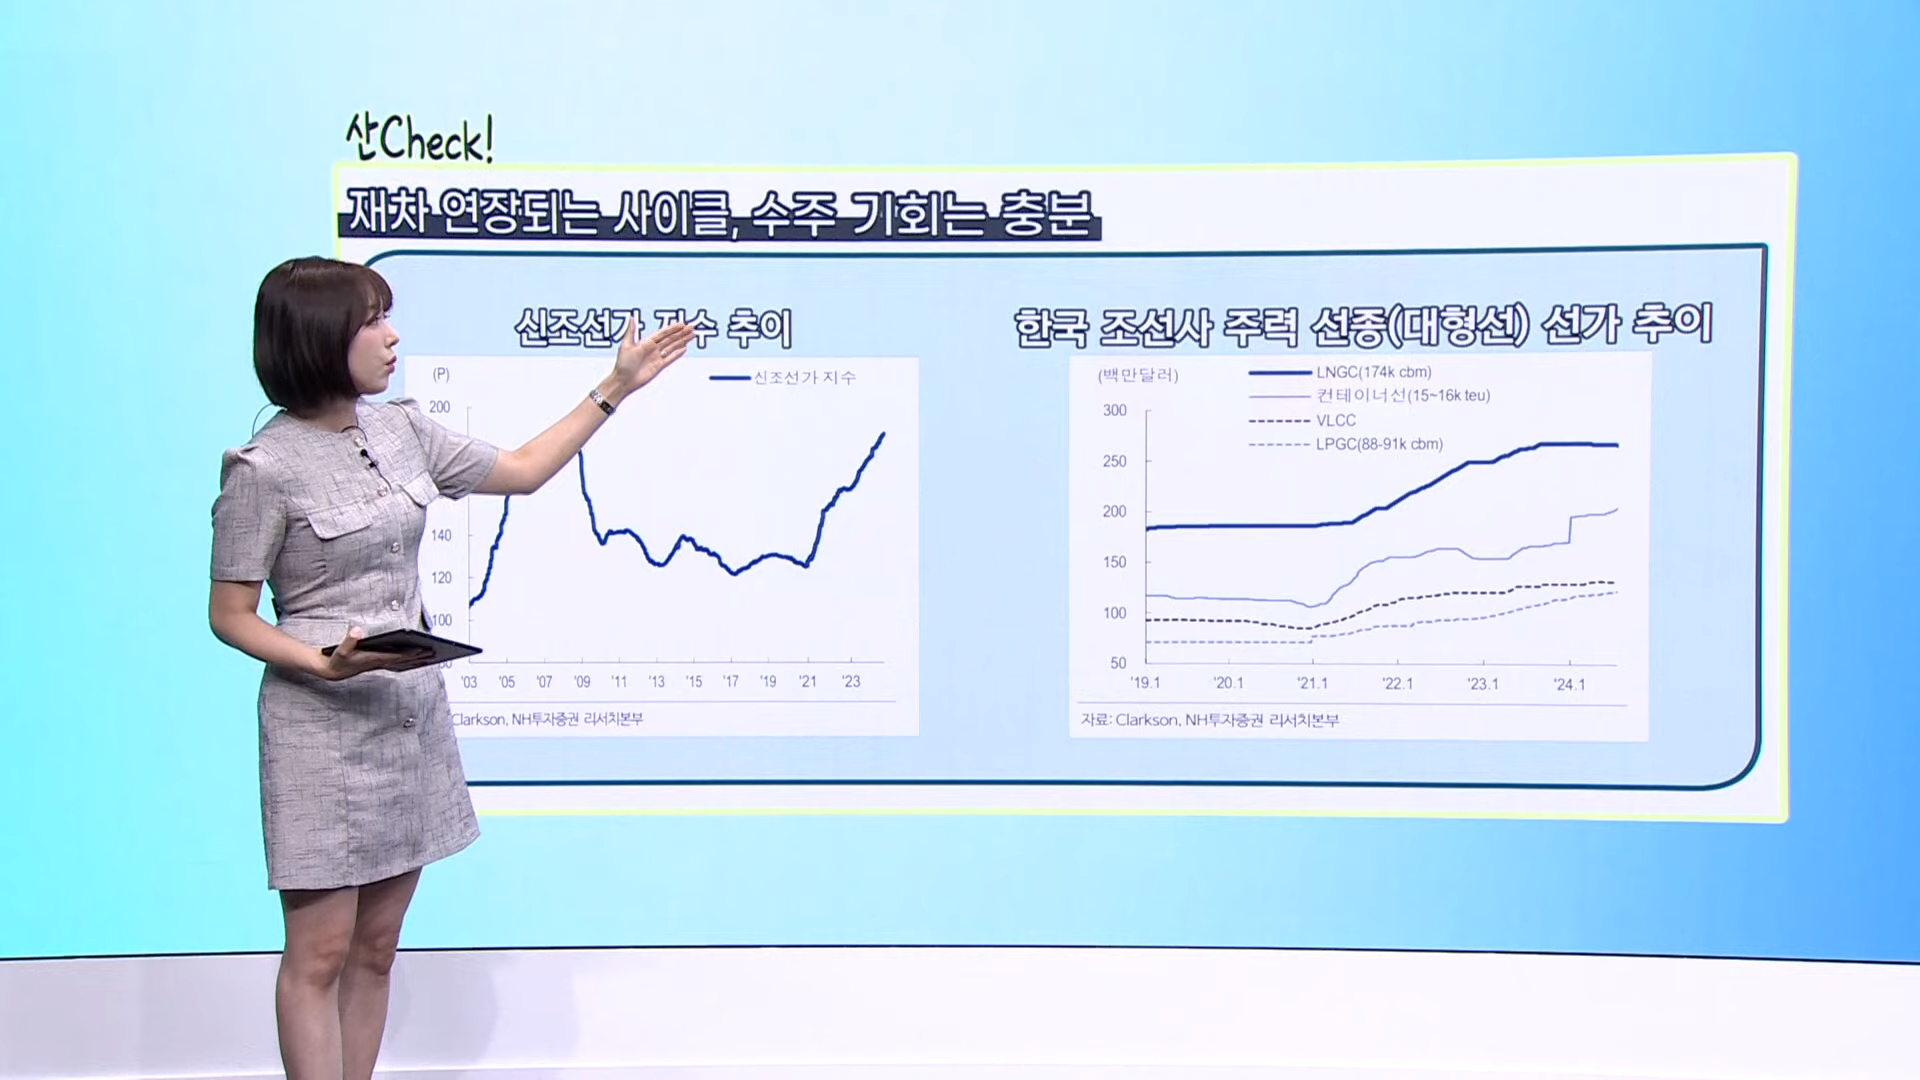 산Check!
재차 연장되는 사이클, 수주 기회는 충분
신조선가 지수 추이
(P)
신조선가 지수
200
140
120
100
'03 '05 '07 '09 '11 '13 '15 '17 '19 '21 '23
Clarkson, NH투자증권 리서치본부
한국 조선사 주력 선종(대형선) 선가 추이
(백만달러)
LNGC(174k cbm)
컨테이너선(15~16k teu)
VLCC
LPGC(88-91k cbm)
300
250
200
150
100
50
'19.1 '20.1 '21.1 '22.1 '23.1 '24.1
자료: Clarkson, NH투자증권 리서치본부